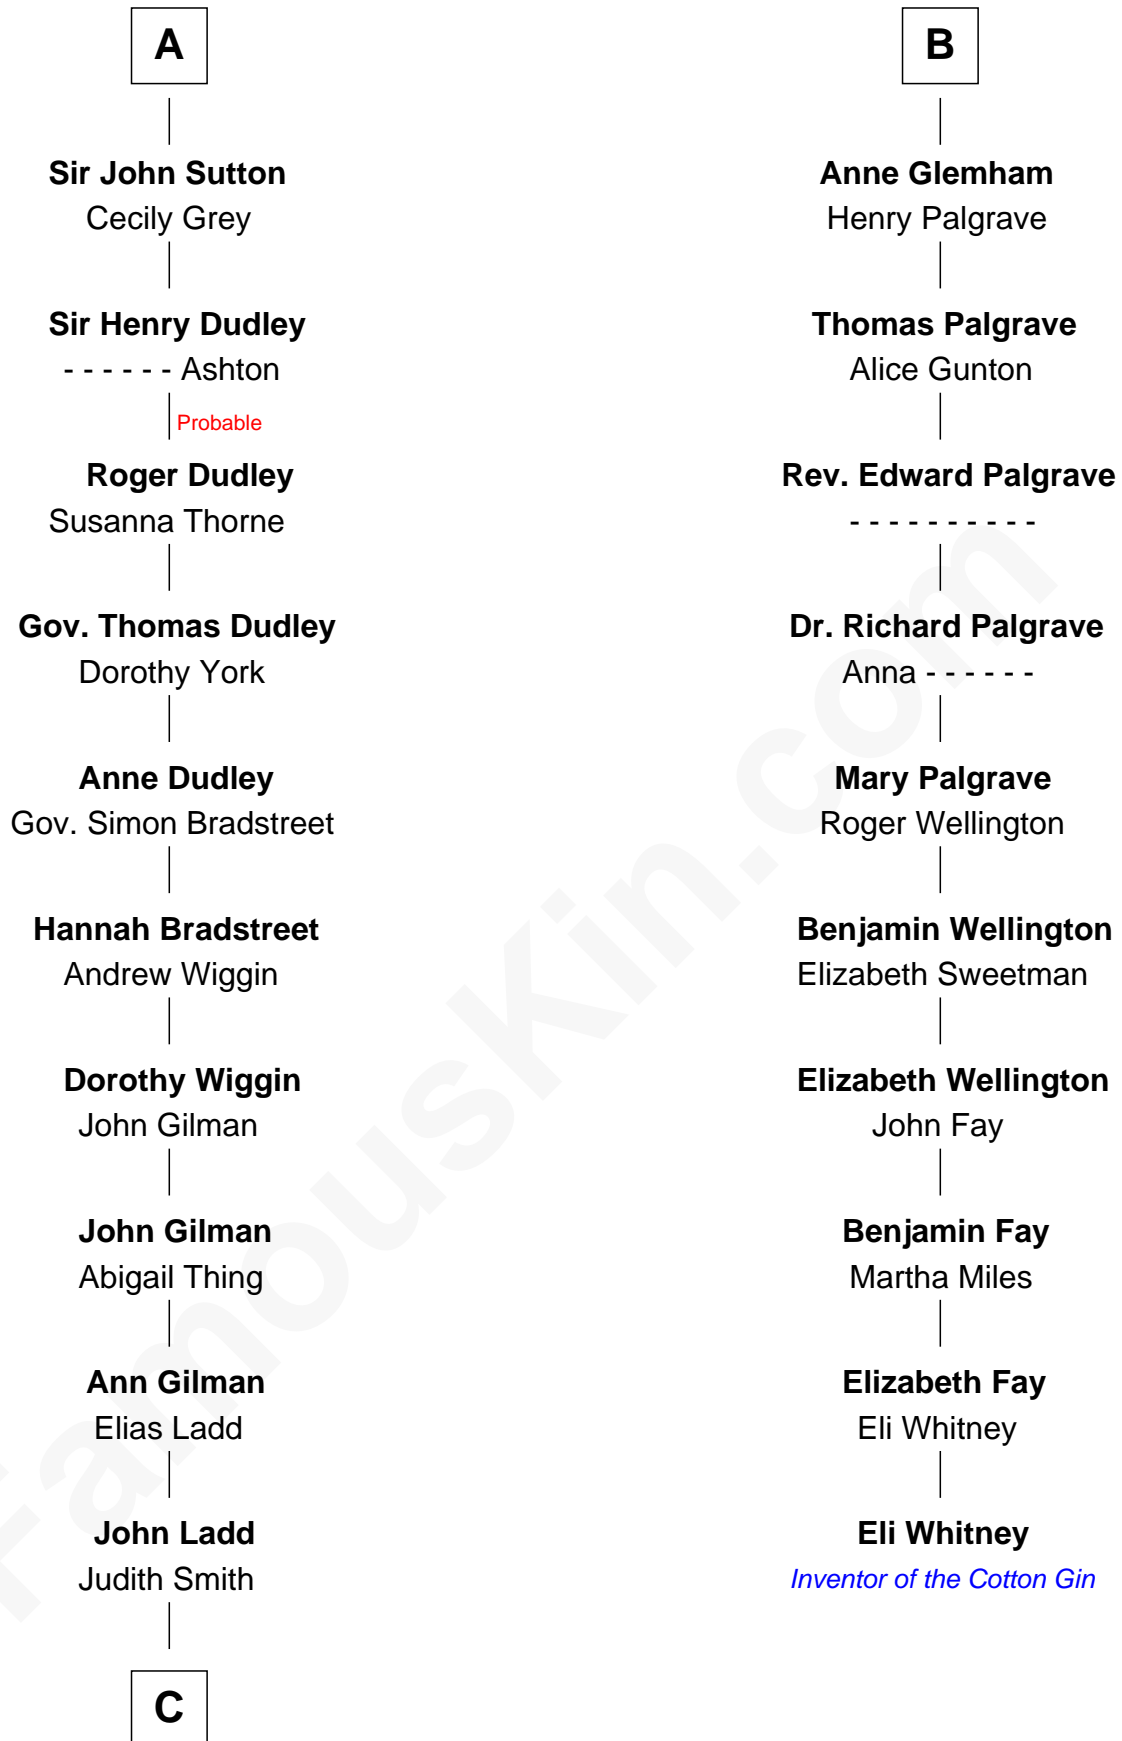 A
Sir John Sutton
Cecily Grey
Sir Henry Dudley
- - - - - - Ashton
Probable
Roger Dudley
Susanna Thorne
Gov. Thomas Dudley
Dorothy York
Anne Dudley
Gov. Simon Bradstreet
Hannah Bradstreet
Andrew Wiggin
Dorothy Wiggin
John Gilman
John Gilman
Abigail Thing
Ann Gilman
Elias Ladd
John Ladd
Judith Smith
C
B
Anne Glemham
Henry Palgrave
Thomas Palgrave
Alice Gunton
Rev. Edward Palgrave
- - - - - - - - - -
Dr. Richard Palgrave
Anna - - - - - -
Mary Palgrave
Roger Wellington
Benjamin Wellington
Elizabeth Sweetman
Elizabeth Wellington
John Fay
Benjamin Fay
Martha Miles
Elizabeth Fay
Eli Whitney
Eli Whitney
Inventor of the Cotton Gin
FamousKin.com